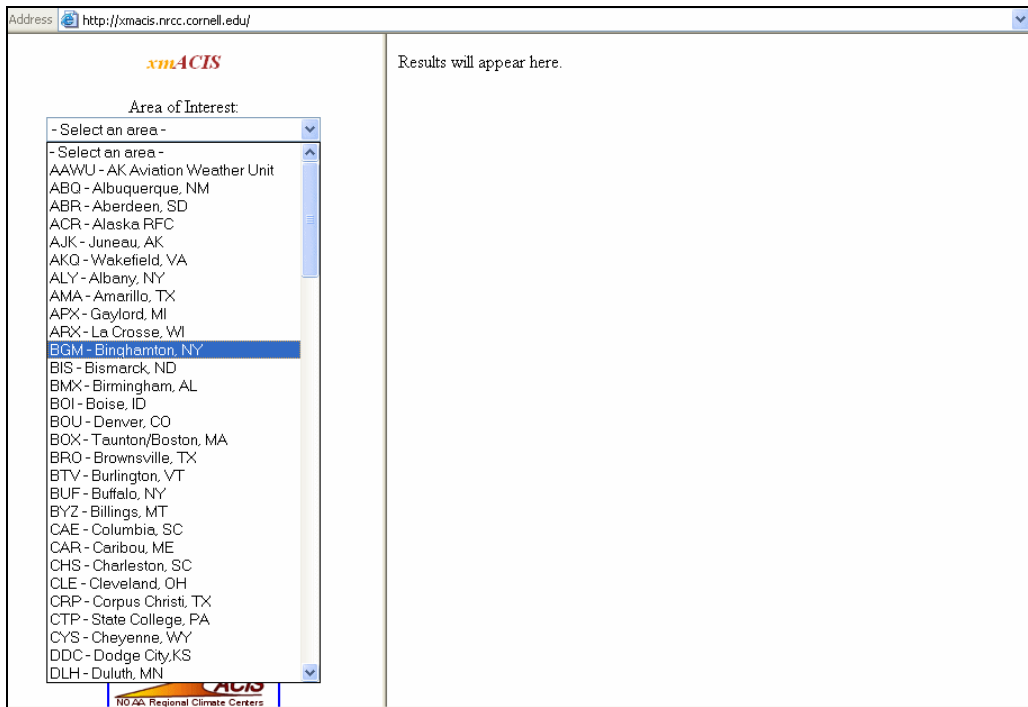 Address http://xmacis.nrcc.cornell.edu/
xmACIS
Results will appear here.
Area of Interest:
- Select an area -
- Select an area -
AAWU - AK Aviation Weather Unit
ABQ - Albuquerque, NM
ABR - Aberdeen, SD
ACR - Alaska RFC
AJK - Juneau, AK
AKQ - Wakefield, VA
ALY - Albany, NY
AMA - Amarillo, TX
APX - Gaylord, MI
ARX - La Crosse, WI
BGM - Binghamton, NY
BIS - Bismarck, ND
BMX - Birmingham, AL
BOI - Boise, ID
BOU - Denver, CO
BOX - Taunton/Boston, MA
BRO - Brownsville, TX
BTV - Burlington, VT
BUF - Buffalo, NY
BYZ - Billings, MT
CAE - Columbia, SC
CAR - Caribou, ME
CHS - Charleston, SC
CLE - Cleveland, OH
CRP - Corpus Christi, TX
CTP - State College, PA
CYS - Cheyenne, WY
DDC - Dodge City,KS
DLH - Duluth, MN
ACIS
NOAA Regional Climate Centers